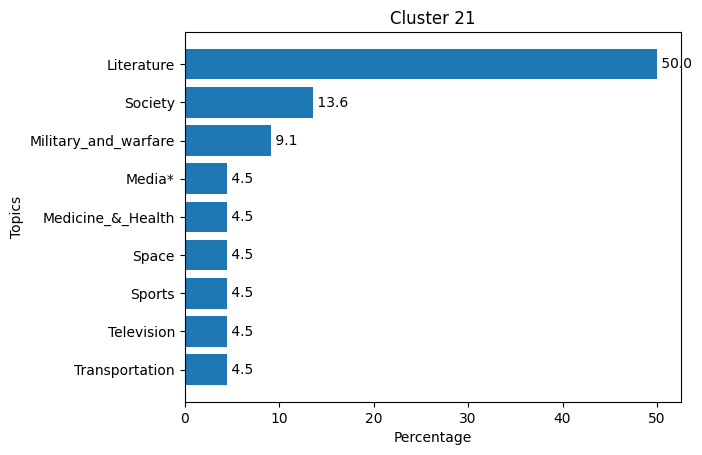 Cluster 21
Literature 50.0
Society 13.6
Military_and_warfare 9.1
Media* 4.5
Medicine_&_Health 4.5
Space 4.5
Sports 4.5
Television 4.5
Transportation 4.5
Topics
0 10 20 30 40 50
Percentage